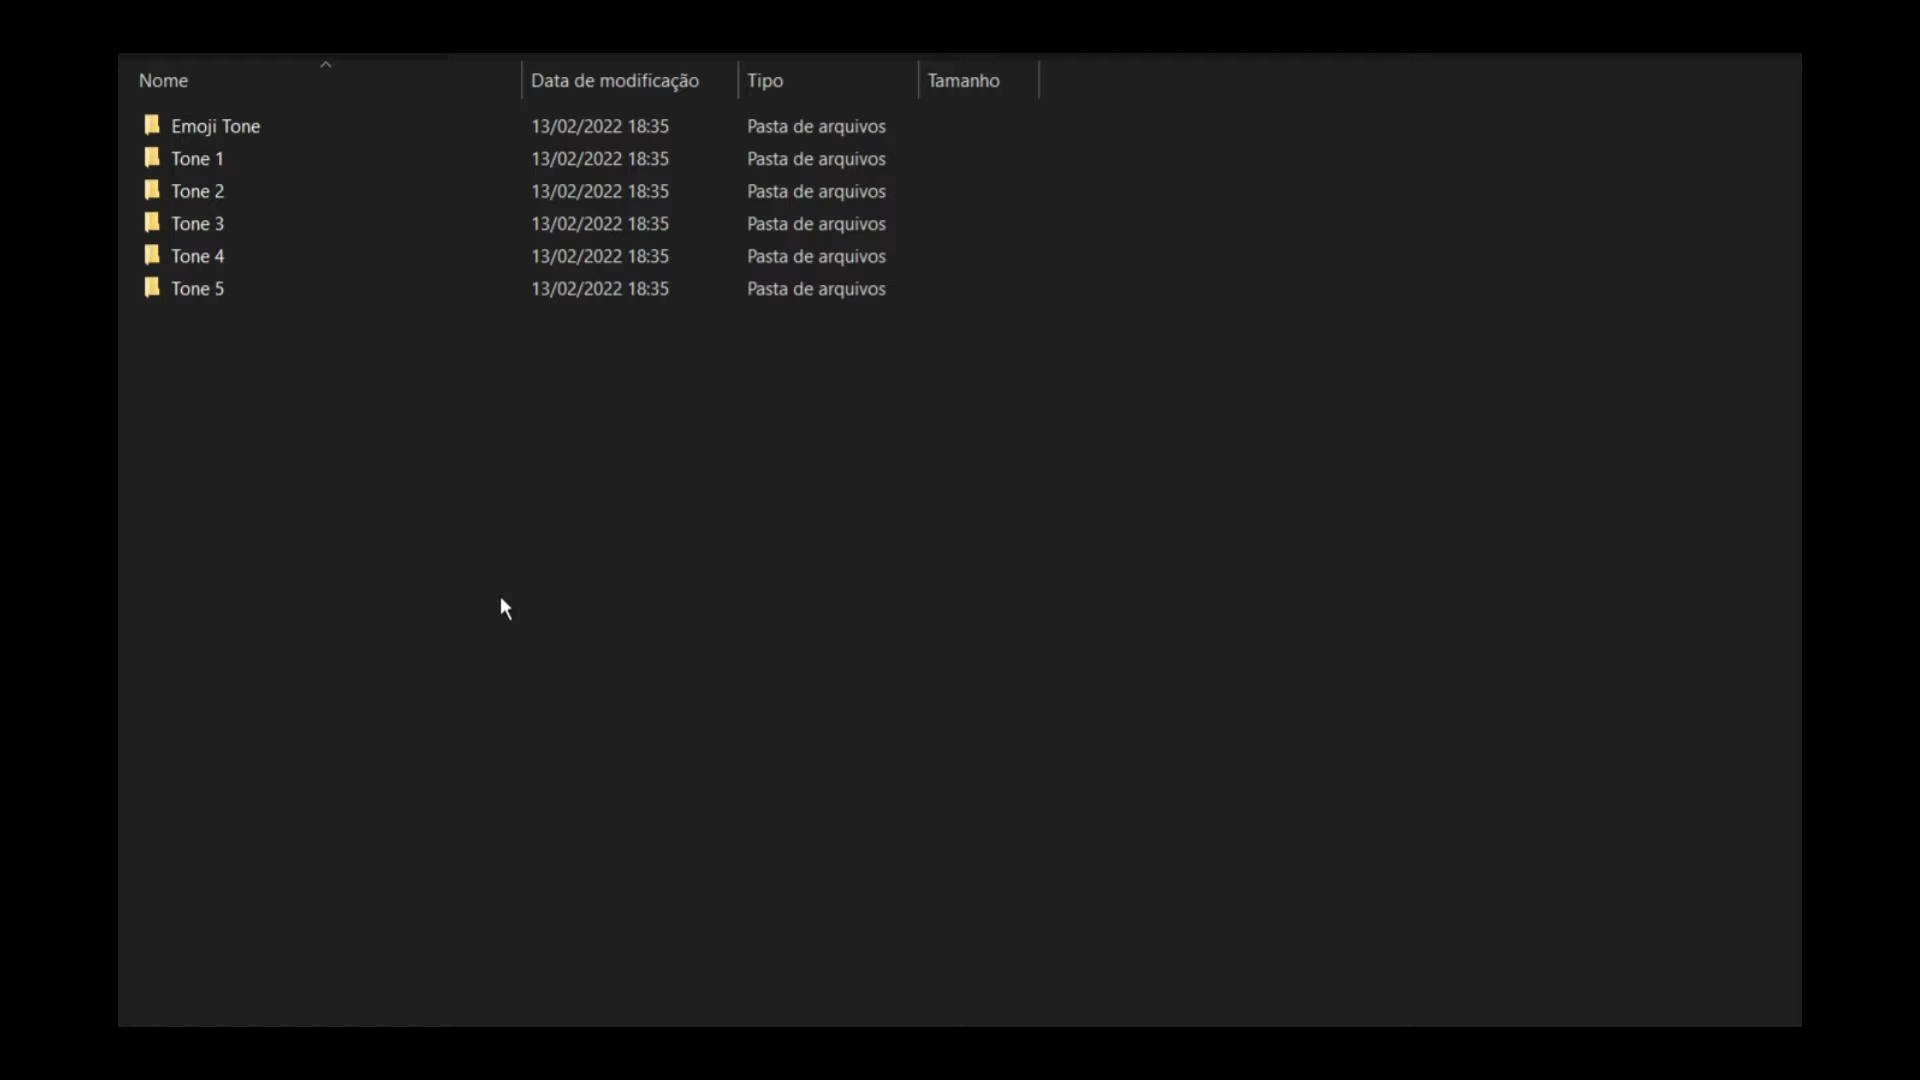 Nome Data de modificação Tipo Tamanho
Emoji Tone 13/02/2022 18:35 Pasta de arquivos
Tone 1 13/02/2022 18:35 Pasta de arquivos
Tone 2 13/02/2022 18:35 Pasta de arquivos
Tone 3 13/02/2022 18:35 Pasta de arquivos
Tone 4 13/02/2022 18:35 Pasta de arquivos
Tone 5 13/02/2022 18:35 Pasta de arquivos